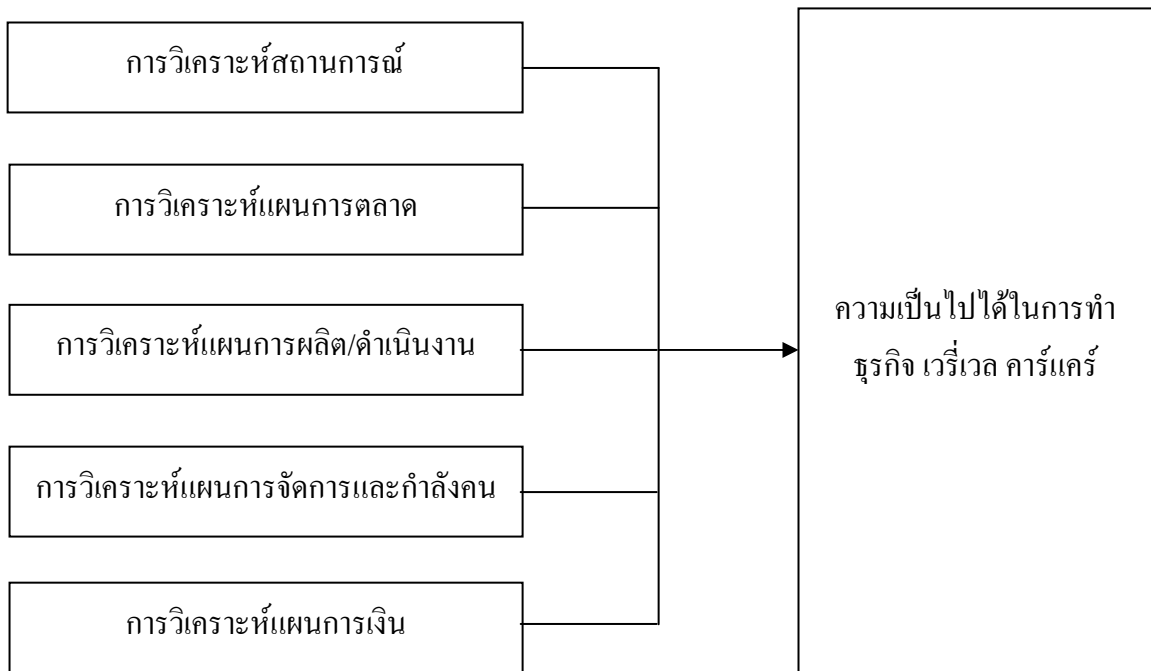 การวิเคราะห์สถานการณ์
การวิเคราะห์แผนการตลาด
การวิเคราะห์แผนการผลิต/ดำเนินงาน
การวิเคราะห์แผนการจัดการและกำลังคน
การวิเคราะห์แผนการเงิน
ความเป็นไปได้ในการทำ
ธุรกิจ เวรี่เวล คาร์แคร์